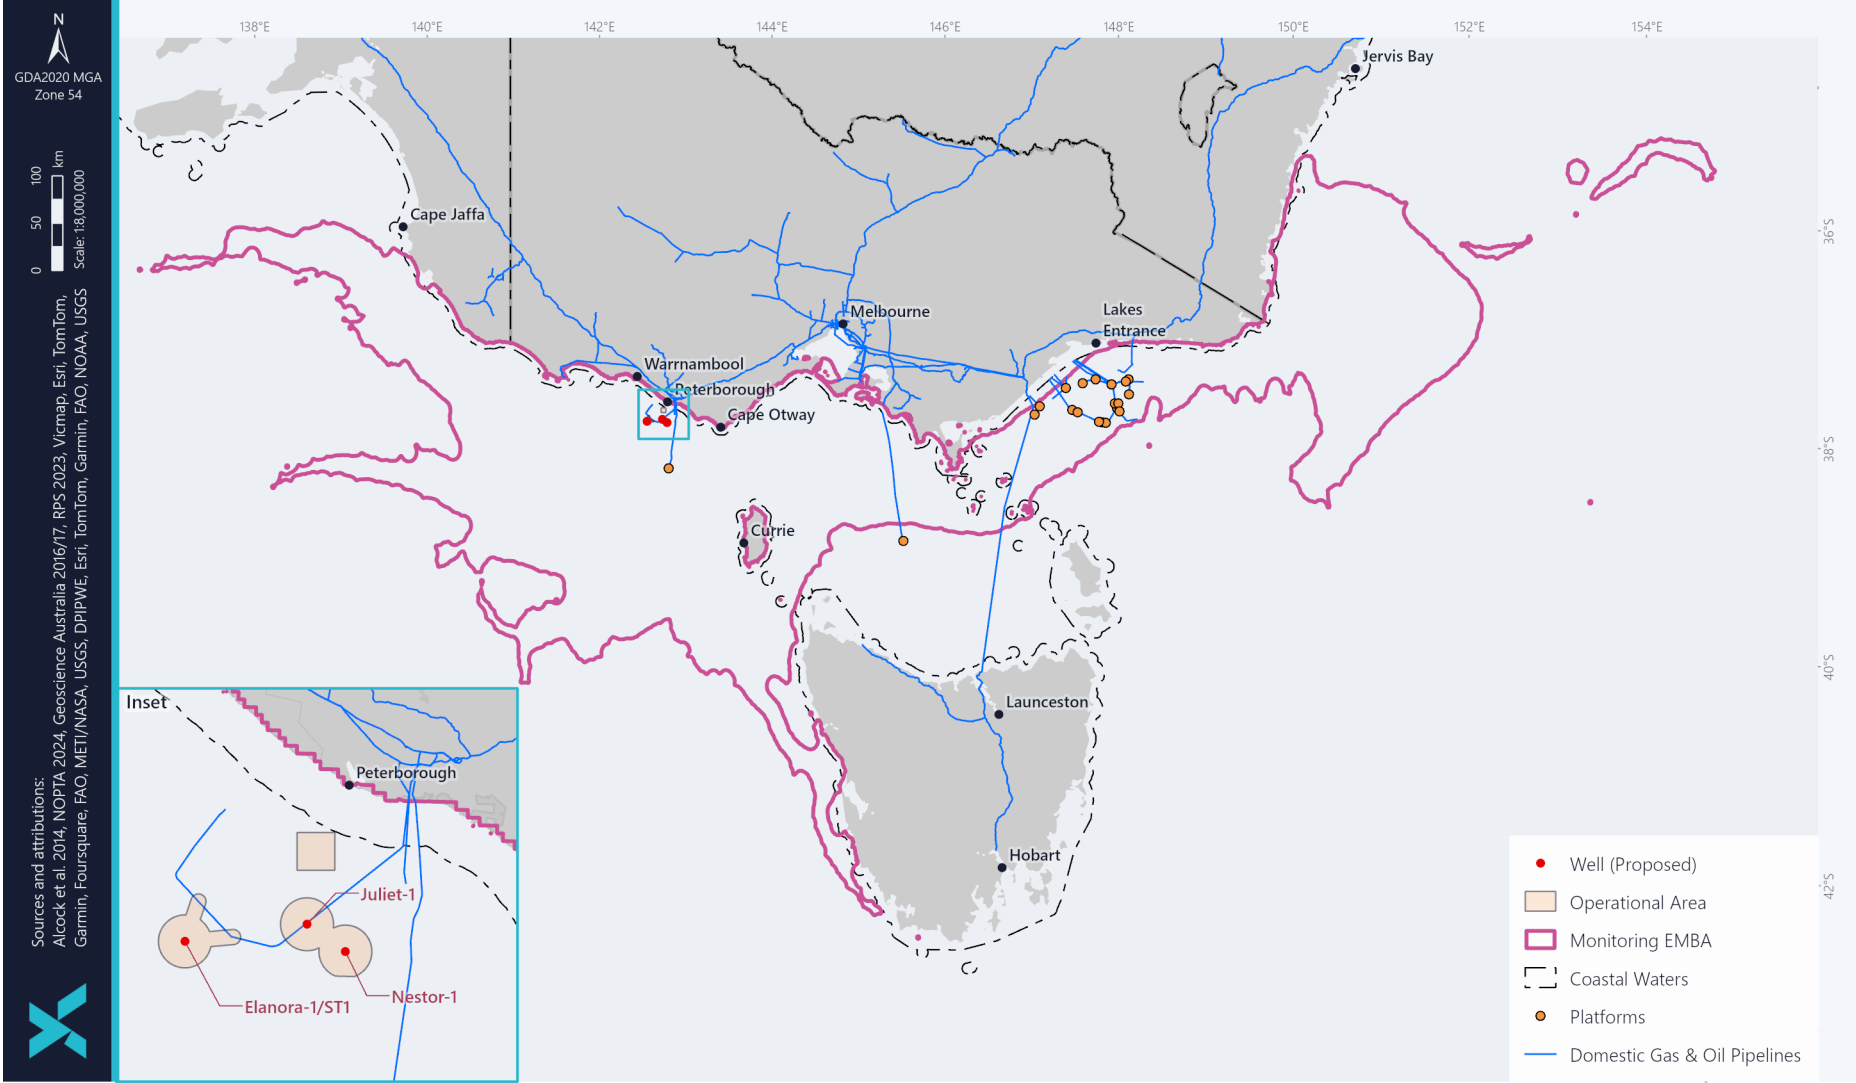 N
GDA2020 MGA
Zone 54
0 50 100 km
Scale: 1:8,000,000
Sources and attributions:
Alcock et al. 2014, NOPTA 2024, Geoscience Australia 2016/17, RPS 2023, Vicmap, Esri, TomTom,
Garmin, Foursquare, FAO, METI/NASA, USGS, DPIPWE, Esri, TomTom, Garmin, FAO, NOAA, USGS
138°E 140°E 142°E 144°E 146°E 148°E 150°E 152°E 154°E
36°S
38°S
40°S
42°S
Jervis Bay
Cape Jaffa
Melbourne
Lakes
Entrance
Warrnambool
Peterborough
Cape Otway
Currie
Launceston
Hobart
Inset
Peterborough
Juliet-1
Nestor-1
Elanora-1/ST1
Well (Proposed)
Operational Area
Monitoring EMBA
Coastal Waters
Platforms
Domestic Gas & Oil Pipelines